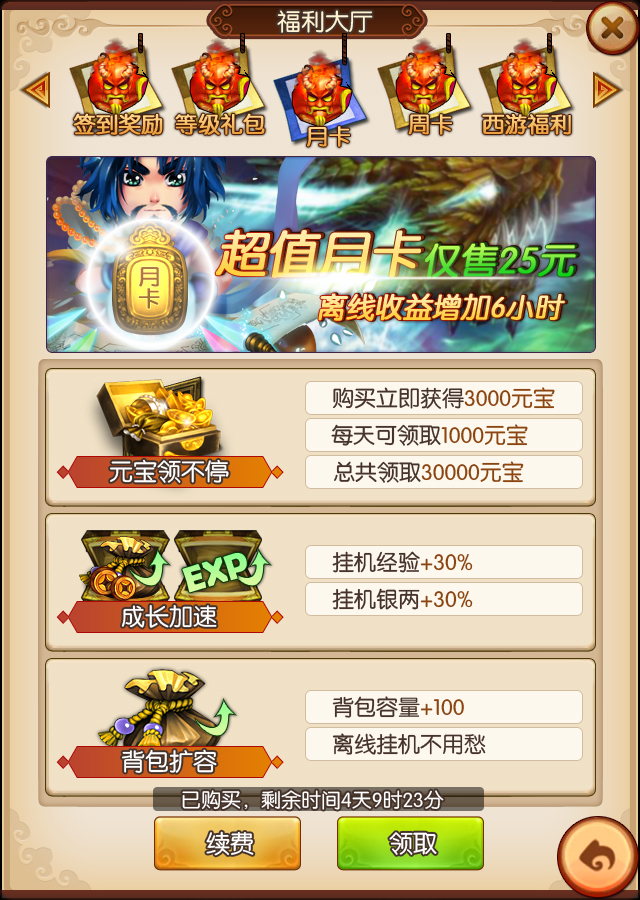 福利大厅
签到奖励
等级礼包
月卡
周卡
西游福利
月卡
超值月卡仅售25元
离线收益增加6小时
元宝领不停
购买立即获得3000元宝
每天可领取1000元宝
总共领取30000元宝
EXP
成长加速
挂机经验+30%
挂机银两+30%
背包扩容
背包容量+100
离线挂机不用愁
已购买，剩余时间4天9时23分
续费
领取